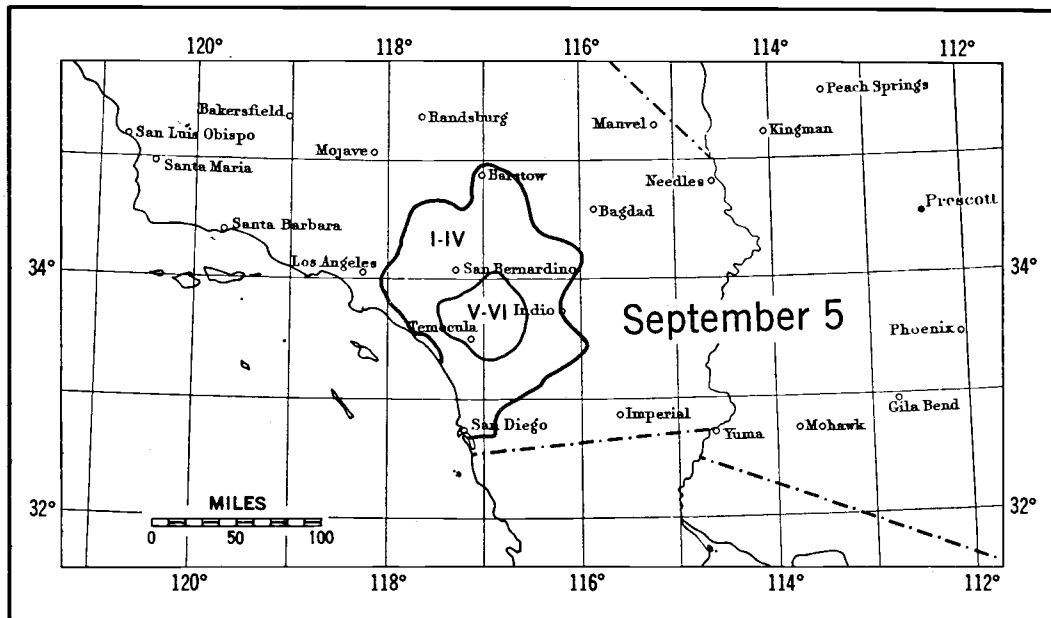 120° 118° 116° 114° 112°
Peach Springs
Bakersfield Randsburg Manvel Kingman
San Luis Obispo
Mojave
Santa Maria
Barstow Needles
Bagdad Prescott
Santa Barbara
I-IV
Los Angeles San Bernardino
34° 34°
V-VI Indio September 5
Temecula Phoenix
Gila Bend
San Diego Imperial Yuma Mohawk
MILES
32° 32°
0 50 100
120° 118° 116° 114° 112°